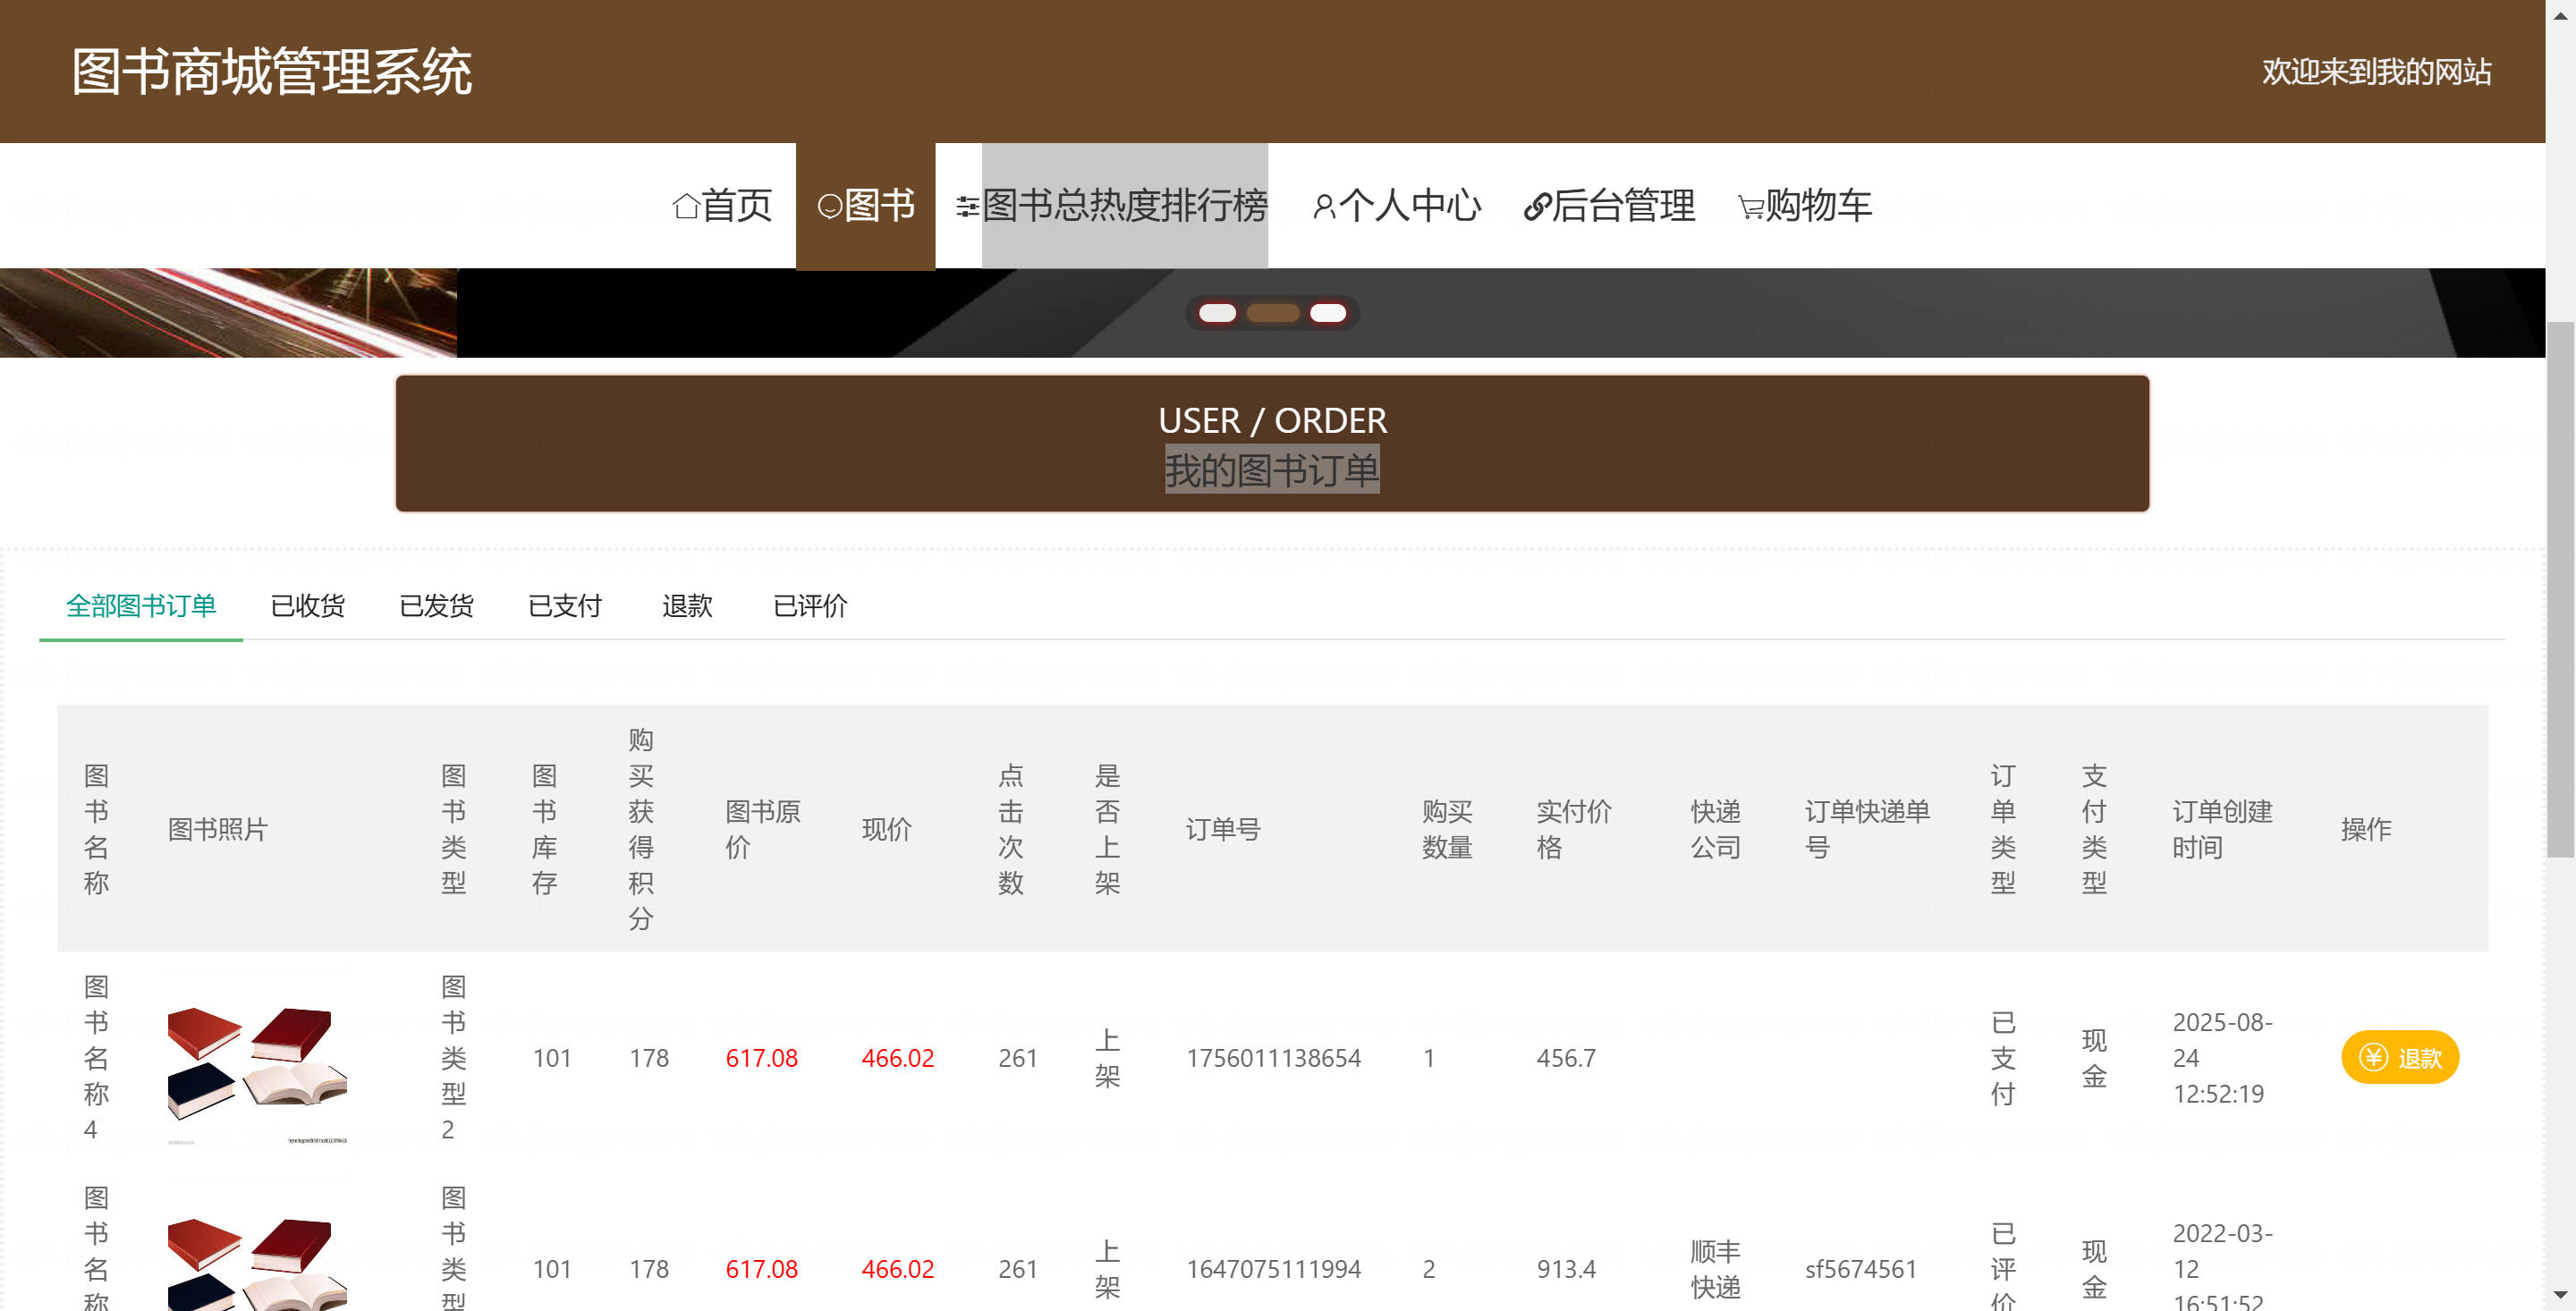 图书商城管理系统
欢迎来到我的网站
首页 图书 图书总热度排行榜 个人中心 后台管理 购物车
USER / ORDER
我的图书订单
全部图书订单 已收货 已发货 已支付 退款 已评价
图书名称 图书照片 图书类型 图书库存 购买获得积分 图书原价 现价 点击次数 是否上架 订单号 购买数量 实付价格 快递公司 订单快递单号 订单类型 支付类型 订单创建时间 操作
图书名称4 图书类型2 101 178 617.08 466.02 261 上架 1756011138654 1 456.7 已支付 现金 2025-08-24 12:52:19 退款
图书名称 图书类型 101 178 617.08 466.02 261 上架 1647075111994 2 913.4 顺丰快递 sf5674561 已评价 现金 2022-03-12 16:51:52